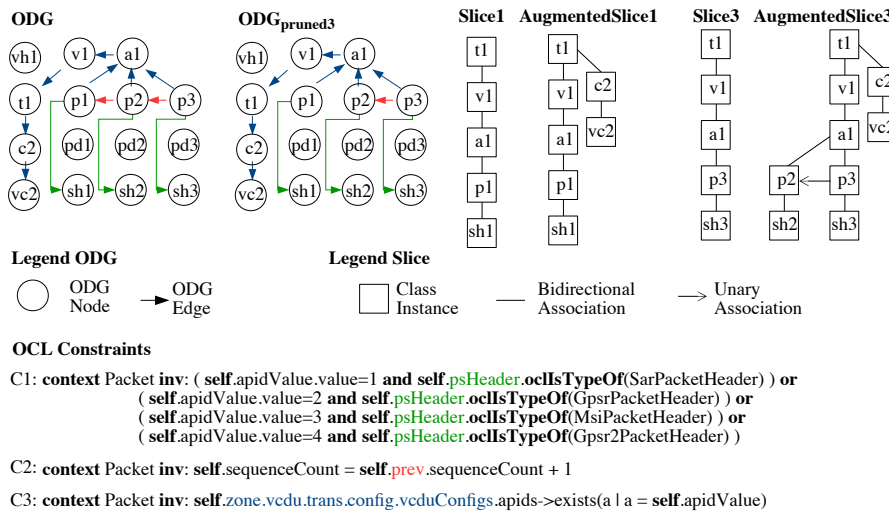 ODG
ODGpruned3
Slice1
AugmentedSlice1
Slice3
AugmentedSlice3
vh1
v1
a1
t1
p1
p2
p3
c2
pd1
pd2
pd3
vc2
sh1
sh2
sh3
vh1
v1
a1
t1
p1
p2
p3
c2
pd1
pd2
pd3
vc2
sh1
sh2
sh3
t1
v1
a1
p1
sh1
t1
c2
v1
vc2
a1
p1
sh1
t1
v1
a1
p3
sh3
t1
c2
v1
vc2
a1
p2
p3
sh2
sh3
Legend ODG
Legend Slice
ODG
Node
ODG
Edge
Class
Instance
Bidirectional
Association
Unary
Association
OCL Constraints
C1: context Packet inv: ( self.apidValue.value=1 and self.psHeader.oclIsTypeOf(SarPacketHeader) ) or
( self.apidValue.value=2 and self.psHeader.oclIsTypeOf(GpsrPacketHeader) ) or
( self.apidValue.value=3 and self.psHeader.oclIsTypeOf(MsiPacketHeader) ) or
( self.apidValue.value=4 and self.psHeader.oclIsTypeOf(Gpsr2PacketHeader) )
C2: context Packet inv: self.sequenceCount = self.prev.sequenceCount + 1
C3: context Packet inv: self.zone.vcdu.trans.config.vcduConfigs.apids->exists(a | a = self.apidValue)